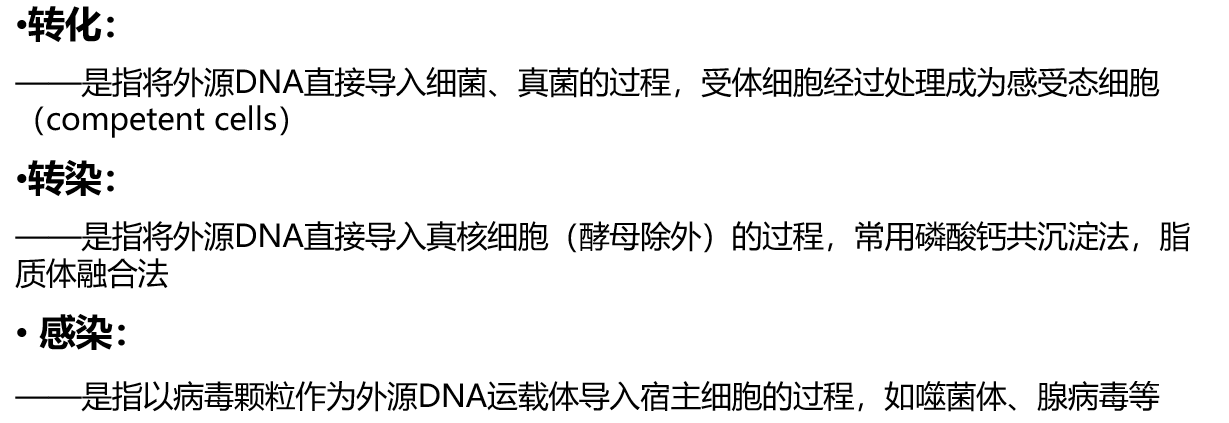 •转化：
——是指将外源DNA直接导入细菌、真菌的过程，受体细胞经过处理成为感受态细胞
（competent cells）
•转染：
——是指将外源DNA直接导入真核细胞（酵母除外）的过程，常用磷酸钙共沉淀法，脂
质体融合法
• 感染：
——是指以病毒颗粒作为外源DNA运载体导入宿主细胞的过程，如噬菌体、腺病毒等